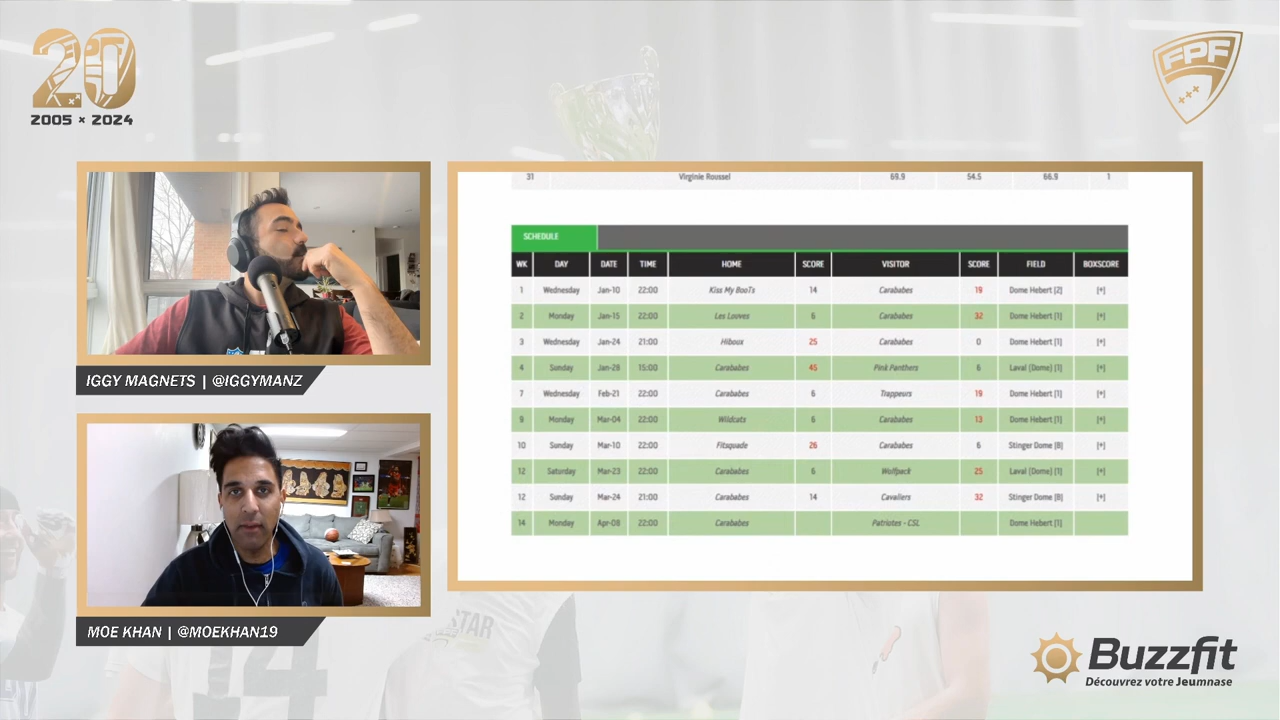 20
2005 × 2024
FPF
31 Virginie Roussel 69.9 54.5 66.9 1
SCHEDULE
WK DAY DATE TIME HOME SCORE VISITOR SCORE FIELD BOXSCORE
1 Wednesday Jan-10 22:00 Kiss My BooTs 14 Carababes 19 Dome Hebert [2] [+]
2 Monday Jan-15 22:00 Les Louves 6 Carababes 32 Dome Hebert [1] [+]
3 Wednesday Jan-24 21:00 Hiboux 25 Carababes 0 Dome Hebert [1] [+]
4 Sunday Jan-28 15:00 Carababes 45 Pink Panthers 6 Laval (Dome) [1] [+]
7 Wednesday Feb-21 22:00 Carababes 6 Trappeurs 19 Dome Hebert [1] [+]
9 Monday Mar-04 22:00 Wildcats 6 Carababes 13 Dome Hebert [1] [+]
10 Sunday Mar-10 22:00 Fitsquade 26 Carababes 6 Stinger Dome [B] [+]
12 Saturday Mar-23 22:00 Carababes 6 Wolfpack 25 Laval (Dome) [1] [+]
12 Sunday Mar-24 21:00 Carababes 14 Cavaliers 32 Stinger Dome [B] [+]
14 Monday Apr-08 22:00 Carababes Patriotes - CSL Dome Hebert [1]
IGGY MAGNETS | @IGGYMANZ
MOE KHAN | @MOEKHAN19
STAR
14
Buzzfit
Découvrez votre Jeumnase